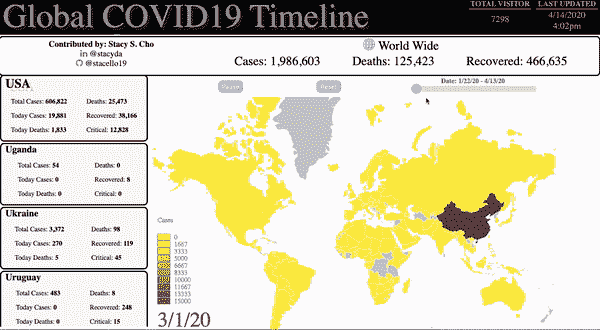 Global COVID19 Timeline
TOTAL VISITOR
7298
LAST UPDATED
4/14/2020
4:02pm
Contributed by: Stacy S. Cho
in @stacyda
@stacello19
World Wide
Cases: 1,986,603
Deaths: 125,423
Recovered: 466,635
USA
Total Cases: 606,822
Deaths: 25,473
Today Cases: 19,881
Recovered: 38,166
Today Deaths: 1,833
Critical: 12,828
Uganda
Total Cases: 54
Deaths: 0
Today Cases: 0
Recovered: 8
Today Deaths: 0
Critical: 0
Ukraine
Total Cases: 3,372
Deaths: 98
Today Cases: 270
Recovered: 119
Today Deaths: 5
Critical: 45
Uruguay
Total Cases: 483
Deaths: 8
Today Cases: 0
Recovered: 248
Today Deaths: 0
Critical: 15
Pause
Reset
Date: 1/22/20 - 4/13/20
Cases
0
1667
3333
5000
6667
8333
10000
11667
13333
15000
3/1/20